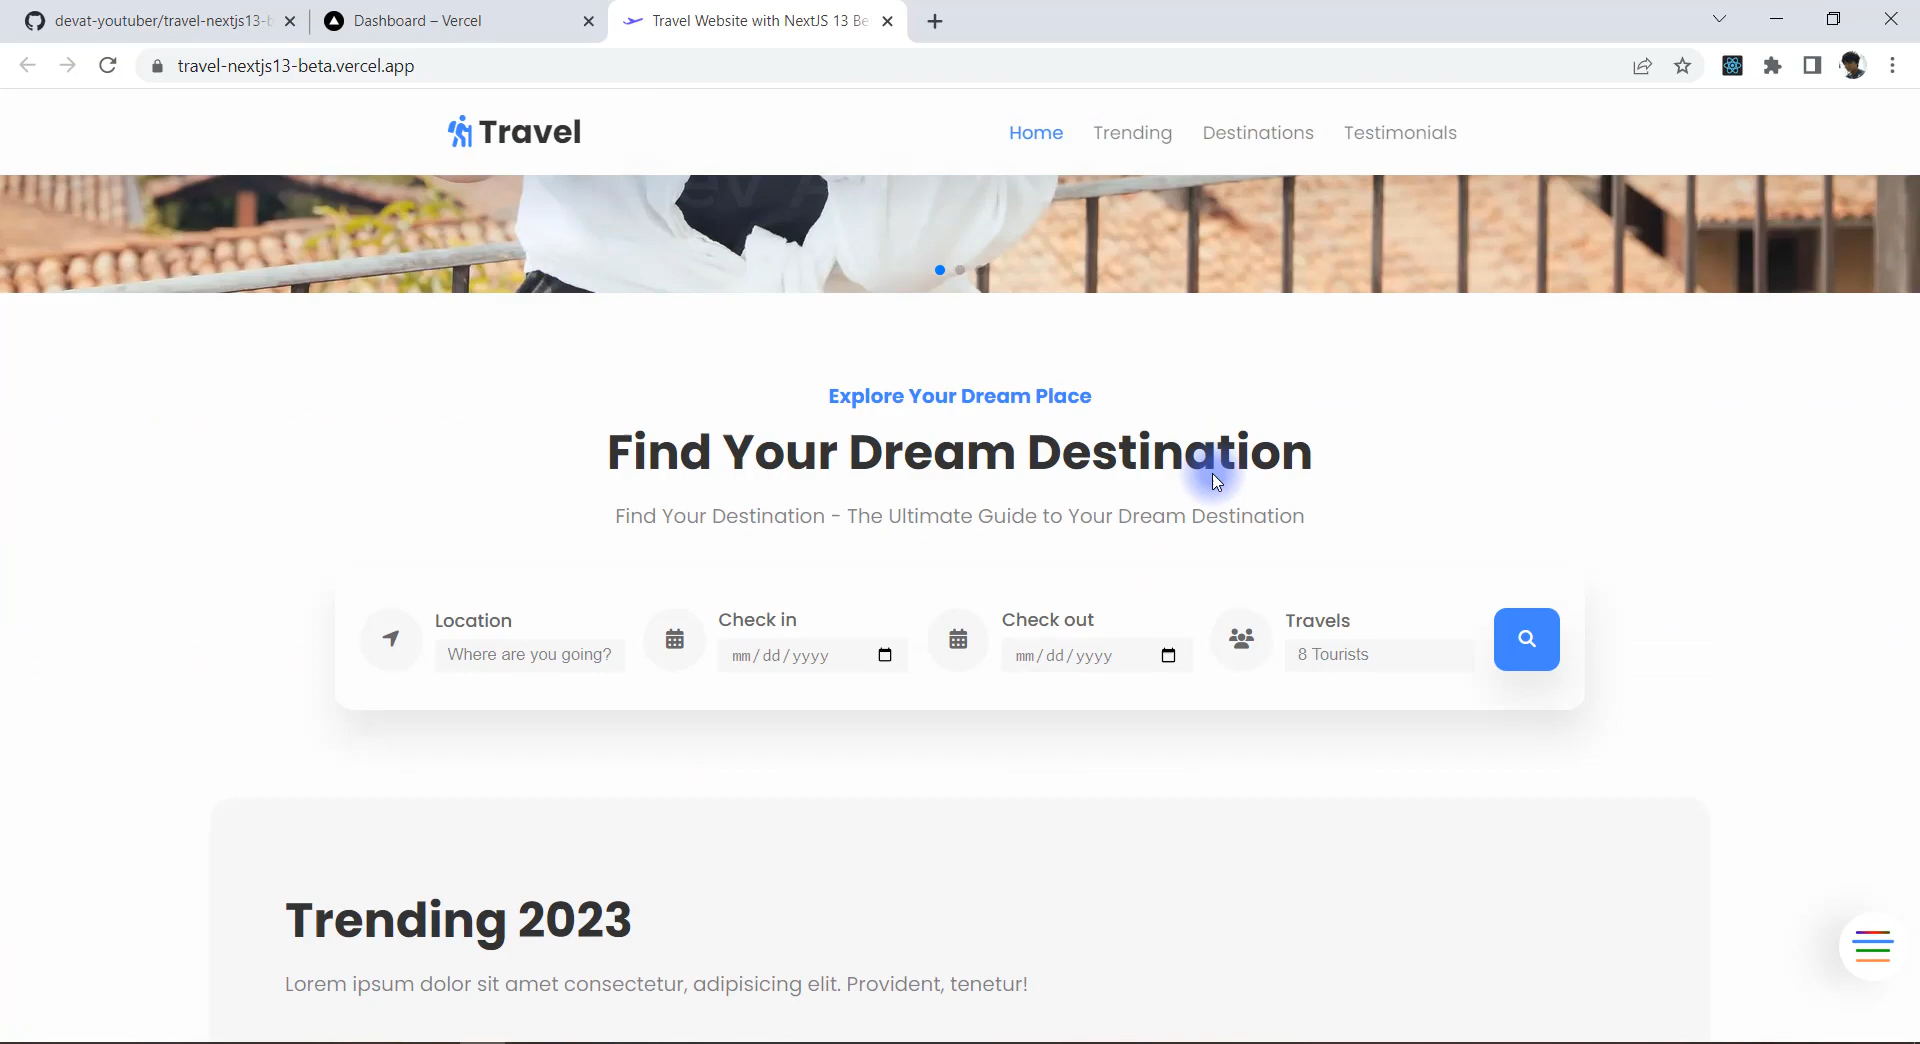 devat-youtuber/travel-nextjs13-b
Dashboard – Vercel
Travel Website with NextJS 13 Be
travel-nextjs13-beta.vercel.app
Travel
Home Trending Destinations Testimonials
Explore Your Dream Place
Find Your Dream Destination
Find Your Destination - The Ultimate Guide to Your Dream Destination
Location Check in Check out Travels
Where are you going? mm/dd/yyyy mm/dd/yyyy 8 Tourists
Trending 2023
Lorem ipsum dolor sit amet consectetur, adipisicing elit. Provident, tenetur!